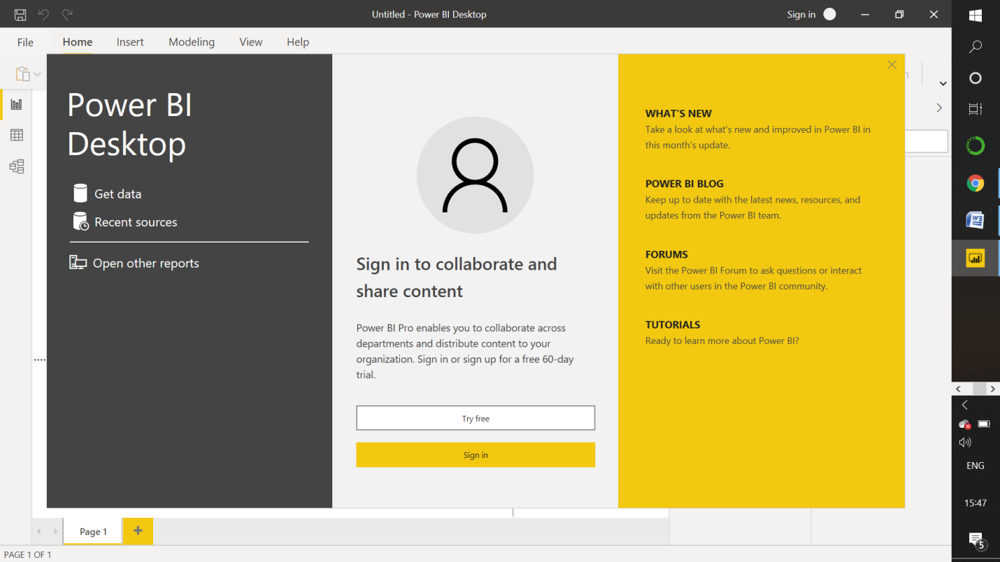 Untitled - Power BI Desktop
Sign in
File
Home
Insert
Modeling
View
Help
Power BI
Desktop
Get data
Recent sources
Open other reports
Sign in to collaborate and
share content
Power BI Pro enables you to collaborate across
departments and distribute content to your
organization. Sign in or sign up for a free 60-day
trial.
Try free
Sign in
WHAT'S NEW
Take a look at what's new and improved in Power BI in
this month's update.
POWER BI BLOG
Keep up to date with the latest news, resources, and
updates from the Power BI team.
FORUMS
Visit the Power BI Forum to ask questions or interact
with other users in the Power BI community.
TUTORIALS
Ready to learn more about Power BI?
Page 1
PAGE 1 OF 1
ENG
15:47
5